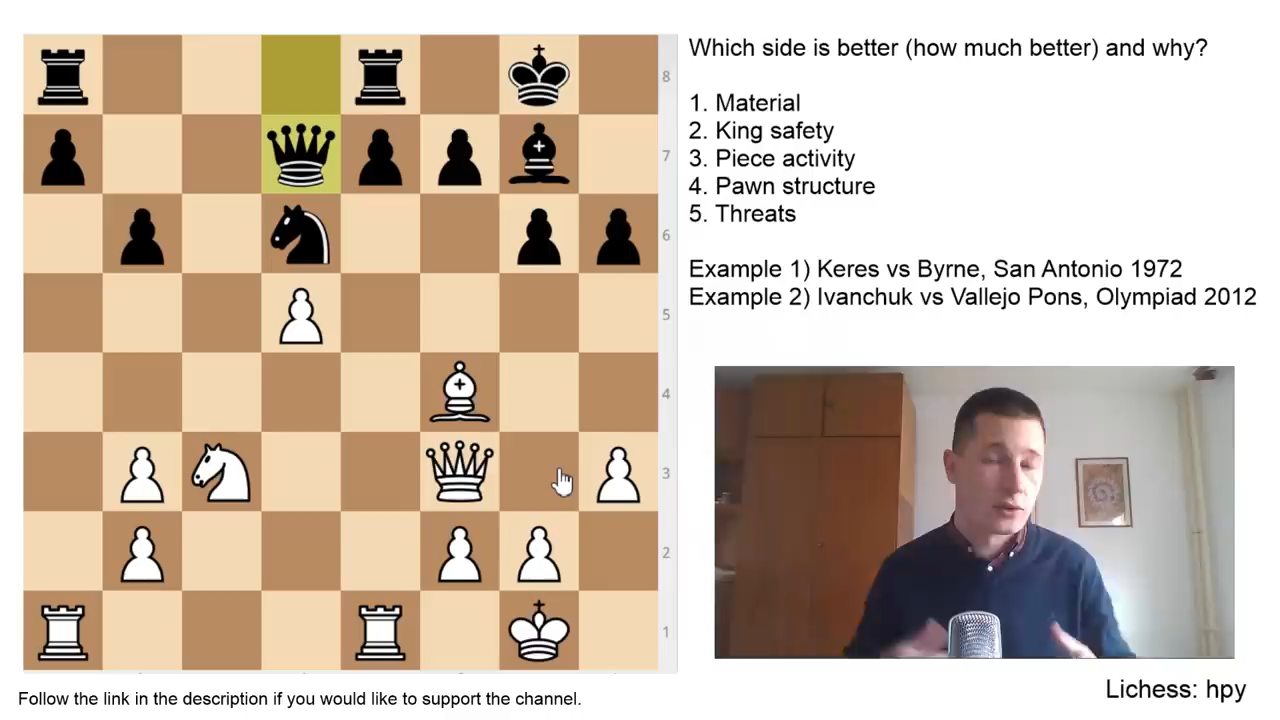 Which side is better (how much better) and why?
1. Material
2. King safety
3. Piece activity
4. Pawn structure
5. Threats
Example 1) Keres vs Byrne, San Antonio 1972
Example 2) Ivanchuk vs Vallejo Pons, Olympiad 2012
8
7
6
5
4
3
2
1
Follow the link in the description if you would like to support the channel.
Lichess: hpy